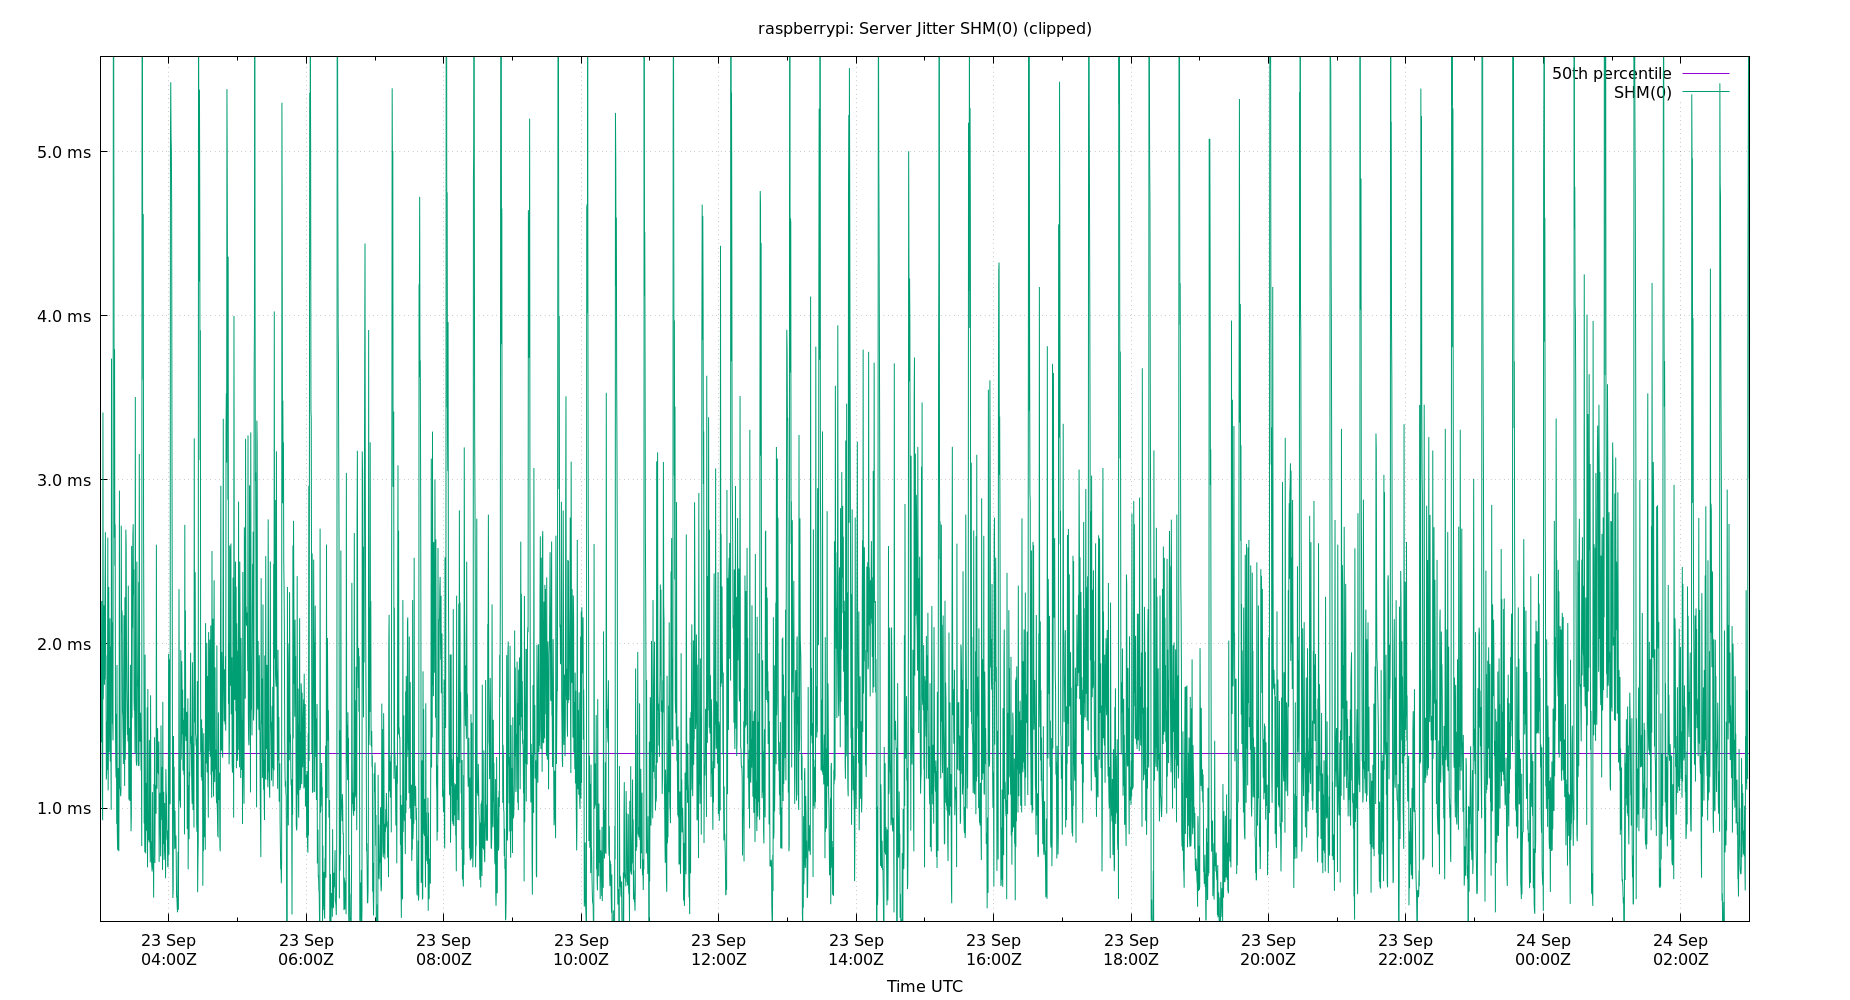 raspberrypi: Server Jitter SHM(0) (clipped)
50th percentile
SHM(0)
5.0 ms
4.0 ms
3.0 ms
2.0 ms
1.0 ms
23 Sep 23 Sep 23 Sep 23 Sep 23 Sep 23 Sep 23 Sep 23 Sep 23 Sep 23 Sep 24 Sep 24 Sep
04:00Z 06:00Z 08:00Z 10:00Z 12:00Z 14:00Z 16:00Z 18:00Z 20:00Z 22:00Z 00:00Z 02:00Z
Time UTC